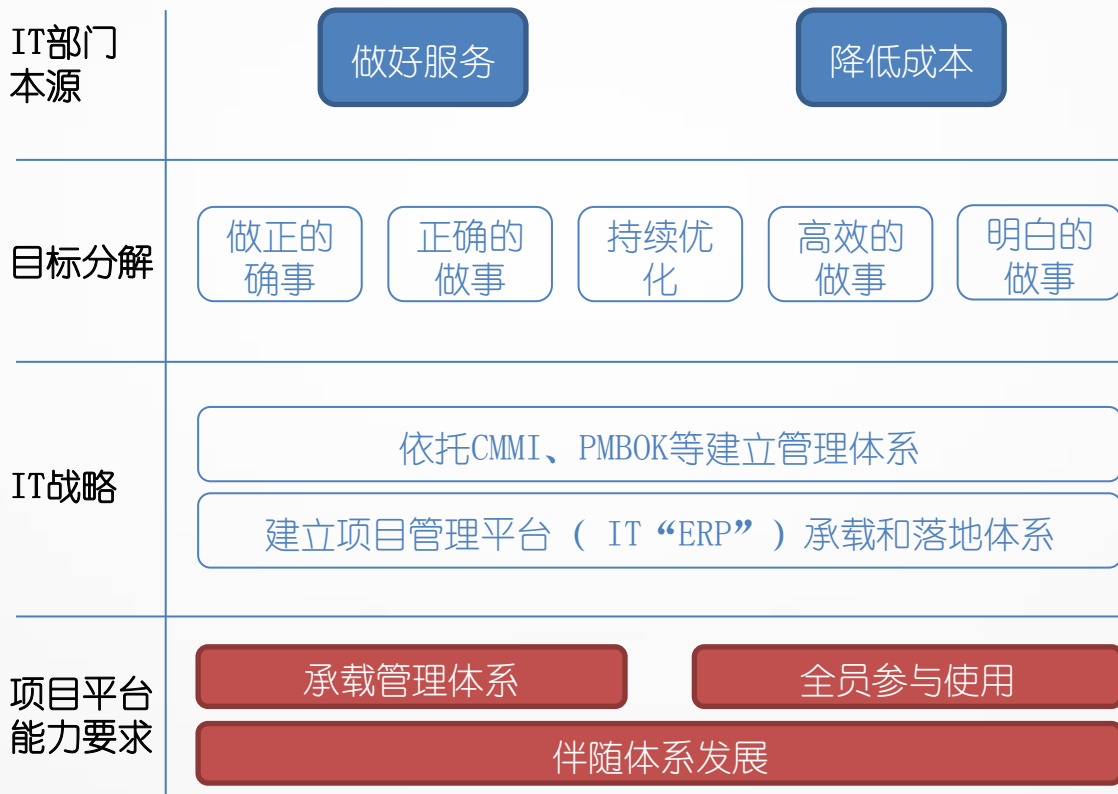 IT部门
本源
做好服务
降低成本
目标分解
做正的
确事
正确的
做事
持续优
化
高效的
做事
明白的
做事
IT战略
依托CMMI、PMBOK等建立管理体系
建立项目管理平台（ IT “ERP” ）承载和落地体系
项目平台
能力要求
承载管理体系
全员参与使用
伴随体系发展